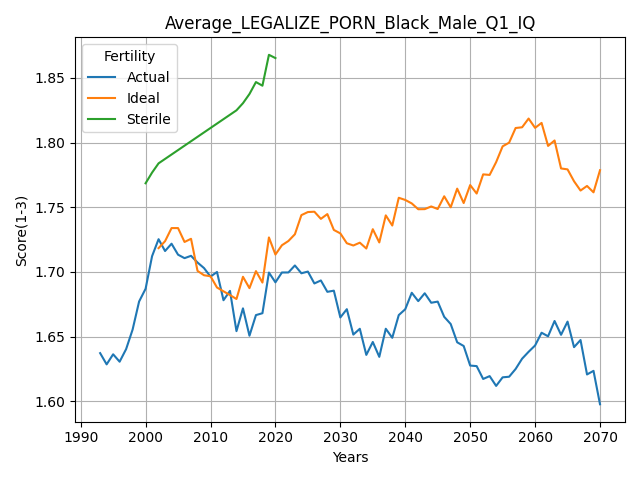 Average_LEGALIZE_PORN_Black_Male_Q1_IQ
Fertility
Actual
Ideal
Sterile
Score(1-3)
1.85
1.80
1.75
1.70
1.65
1.60
1990 2000 2010 2020 2030 2040 2050 2060 2070
Years